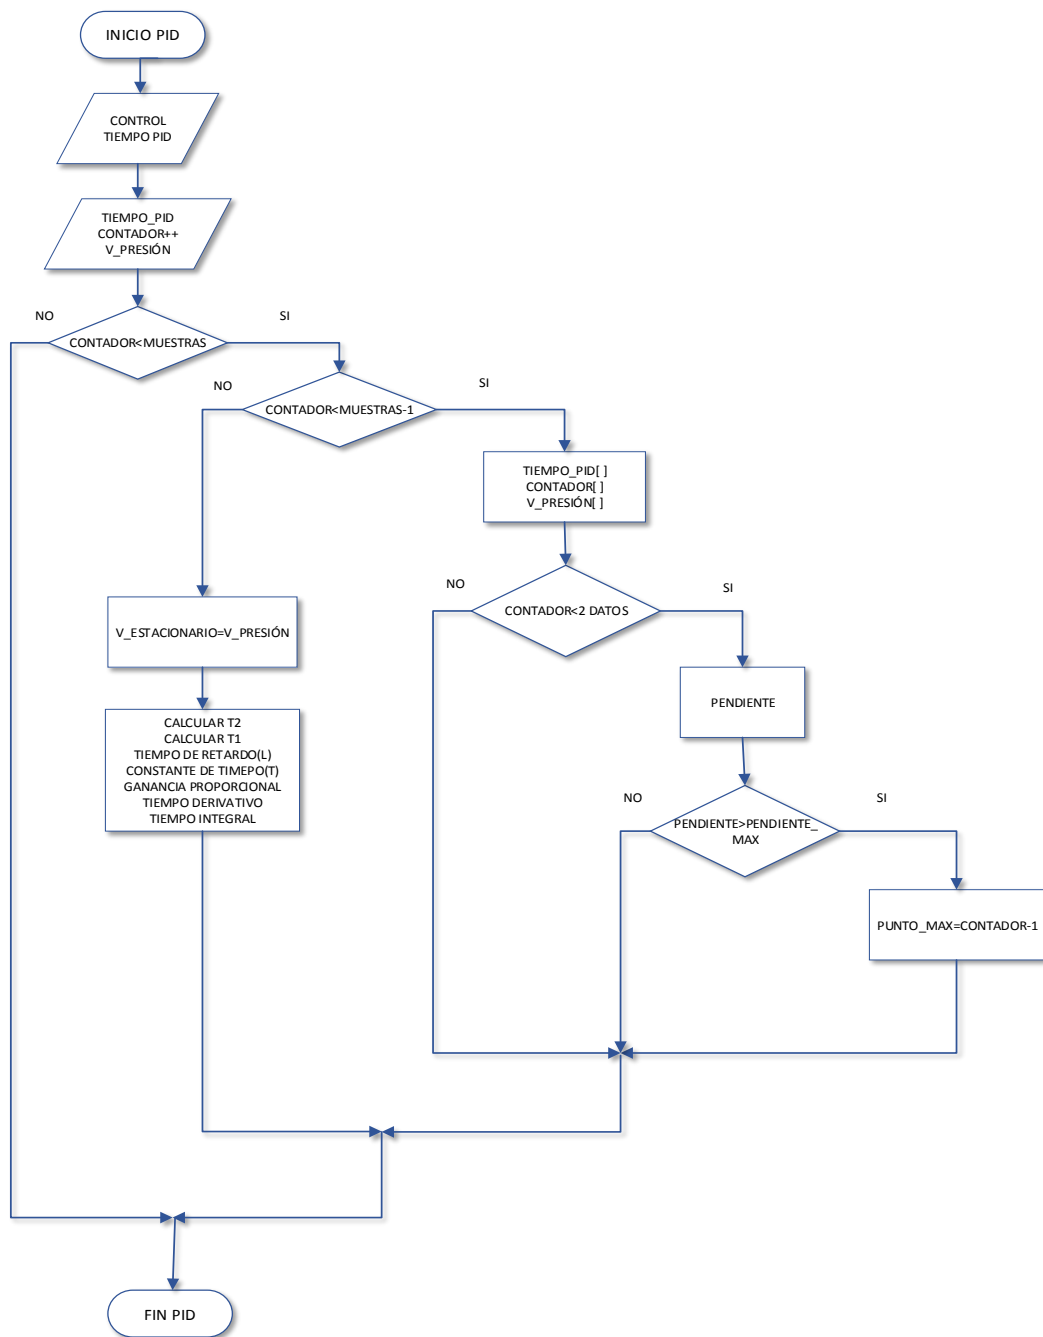 INICIO PID
CONTROL
TIEMPO PID
TIEMPO_PID
CONTADOR++
V_PRESIÓN
NO
SI
CONTADOR<MUESTRAS
NO
SI
CONTADOR<MUESTRAS-1
TIEMPO_PID[ ]
CONTADOR[ ]
V_PRESIÓN[ ]
NO
SI
CONTADOR<2 DATOS
V_ESTACIONARIO=V_PRESIÓN
PENDIENTE
CALCULAR T2
CALCULAR T1
TIEMPO DE RETARDO(L)
CONSTANTE DE TIMEPO(T)
GANANCIA PROPORCIONAL
TIEMPO DERIVATIVO
TIEMPO INTEGRAL
NO
SI
PENDIENTE>PENDIENTE_
MAX
PUNTO_MAX=CONTADOR-1
FIN PID